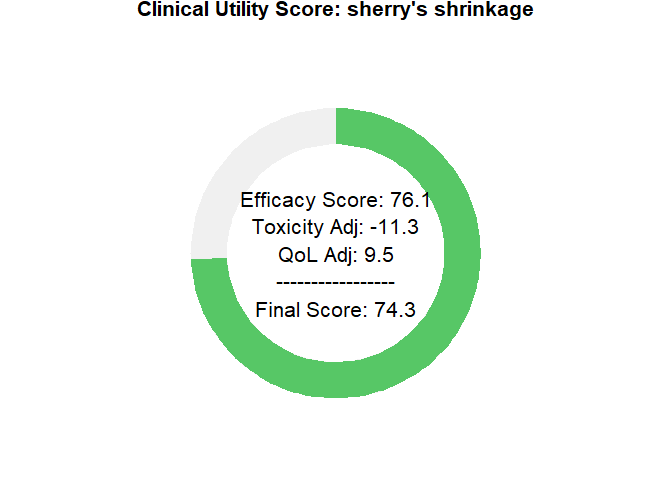 Clinical Utility Score: sherry's shrinkage
Efficacy Score: 76.1
Toxicity Adj: -11.3
QoL Adj: 9.5
-----------------
Final Score: 74.3